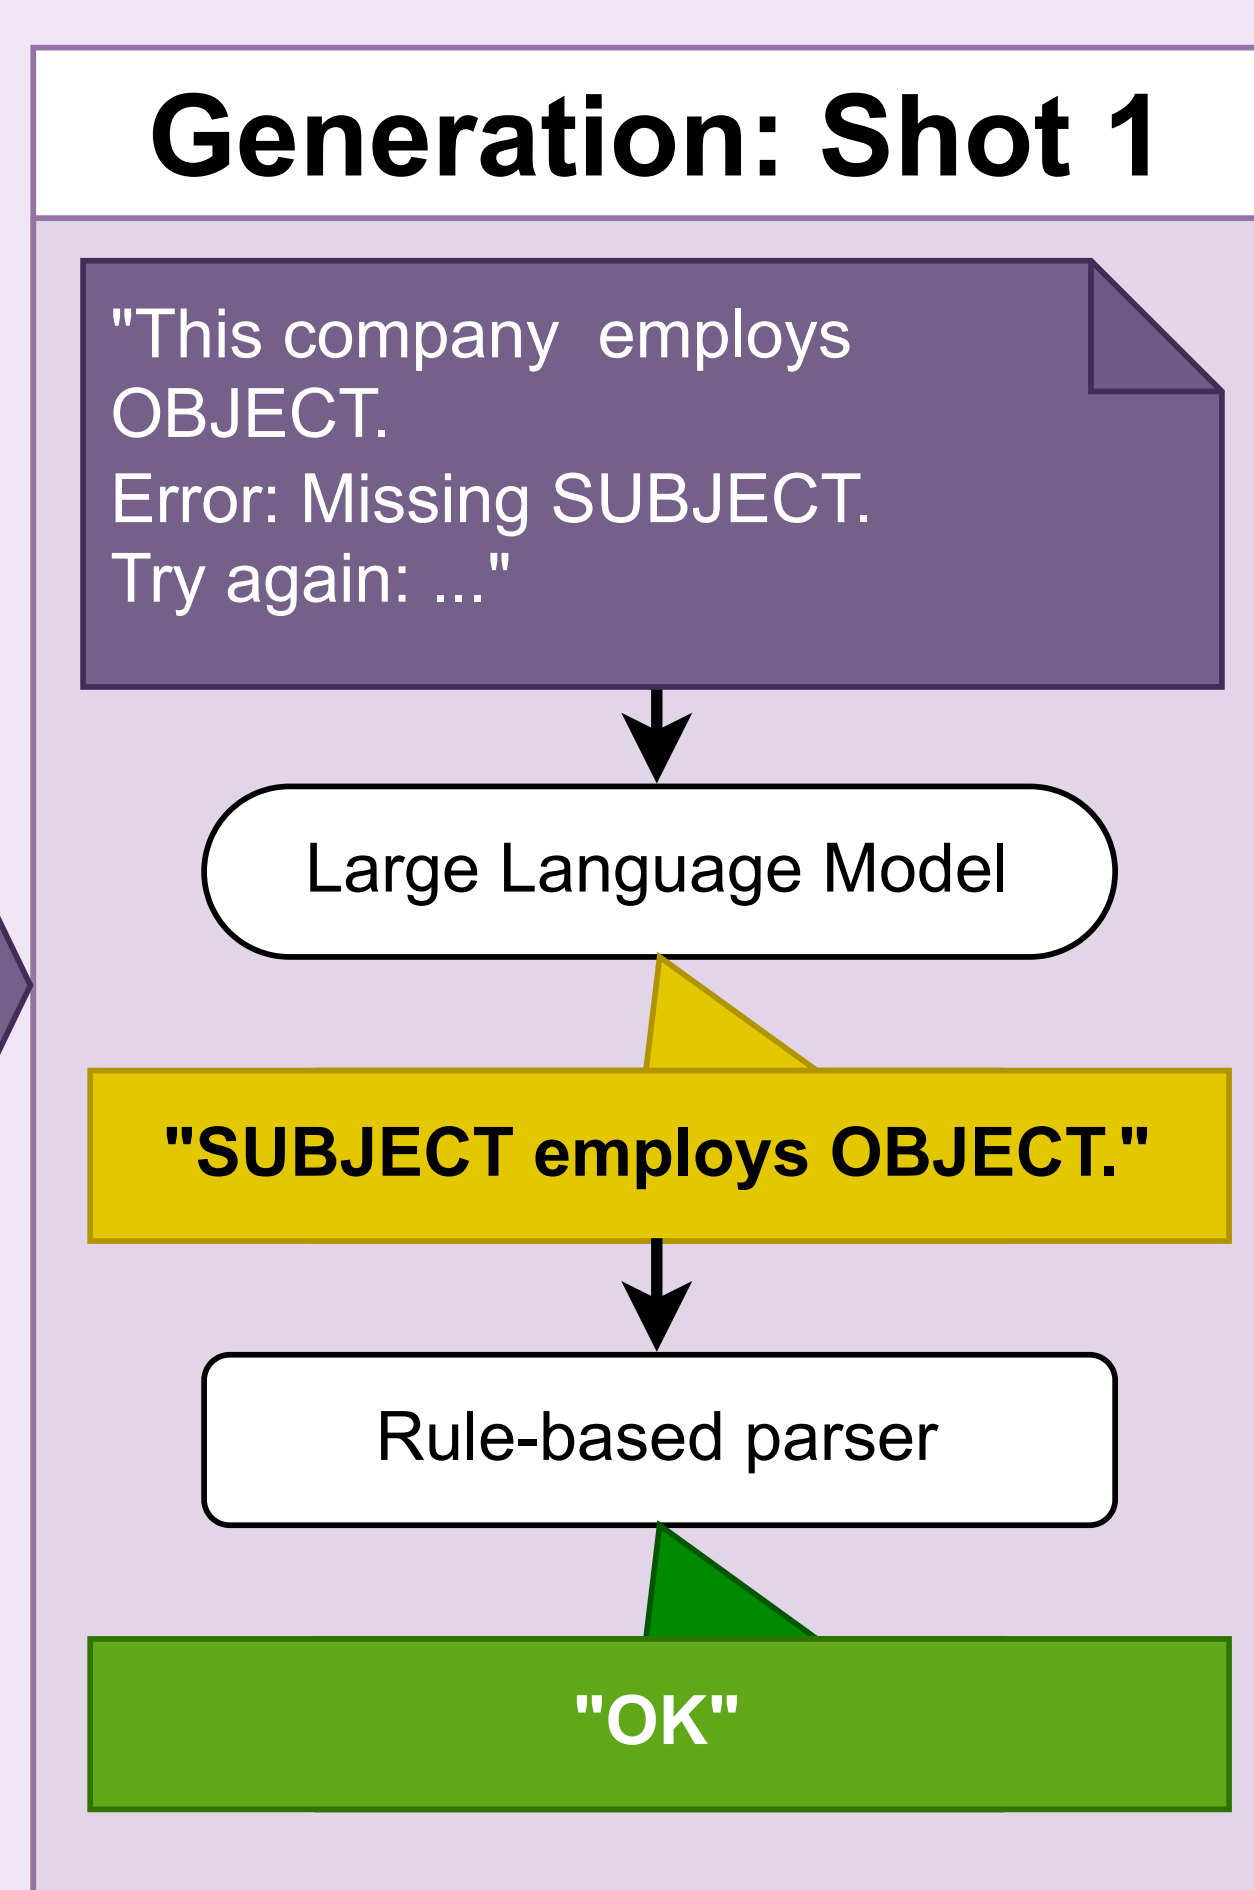 Generation: Shot 1
"This company  employs
OBJECT.
Error: Missing SUBJECT.
Try again: ..."
Large Language Model
"SUBJECT employs OBJECT."
Rule-based parser
"OK"